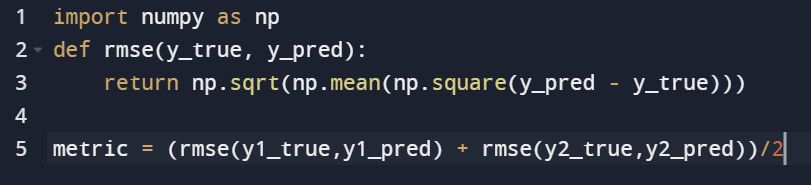 1 import numpy as np
2 def rmse(y_true, y_pred):
3     return np.sqrt(np.mean(np.square(y_pred - y_true)))
4
5 metric = (rmse(y1_true,y1_pred) + rmse(y2_true,y2_pred))/2